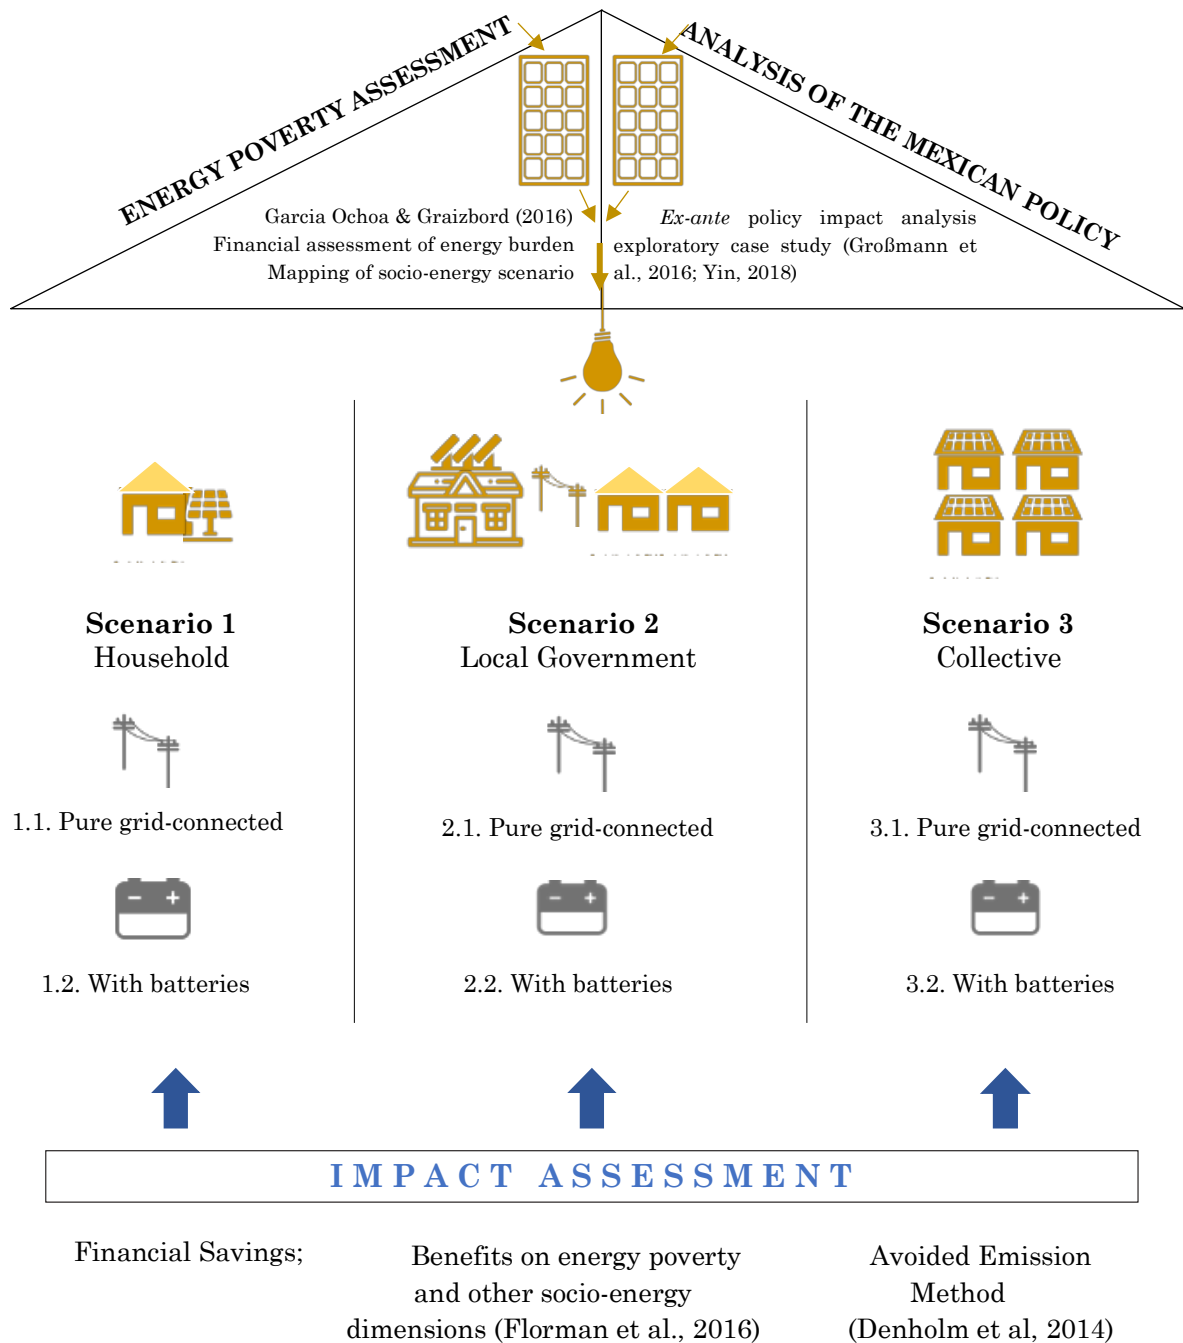 ENERGY POVERTY ASSESSMENT
ANALYSIS OF THE MEXICAN POLICY
Garcia Ochoa & Graizbord (2016)
Financial assessment of energy burden
Mapping of socio-energy scenario
Ex-ante policy impact analysis
exploratory case study (Großmann et
al., 2016; Yin, 2018)
Scenario 1
Household
Scenario 2
Local Government
Scenario 3
Collective
1.1. Pure grid-connected
2.1. Pure grid-connected
3.1. Pure grid-connected
1.2. With batteries
2.2. With batteries
3.2. With batteries
IMPACT ASSESSMENT
Financial Savings;
Benefits on energy poverty
and other socio-energy
dimensions (Florman et al., 2016)
Avoided Emission
Method
(Denholm et al, 2014)